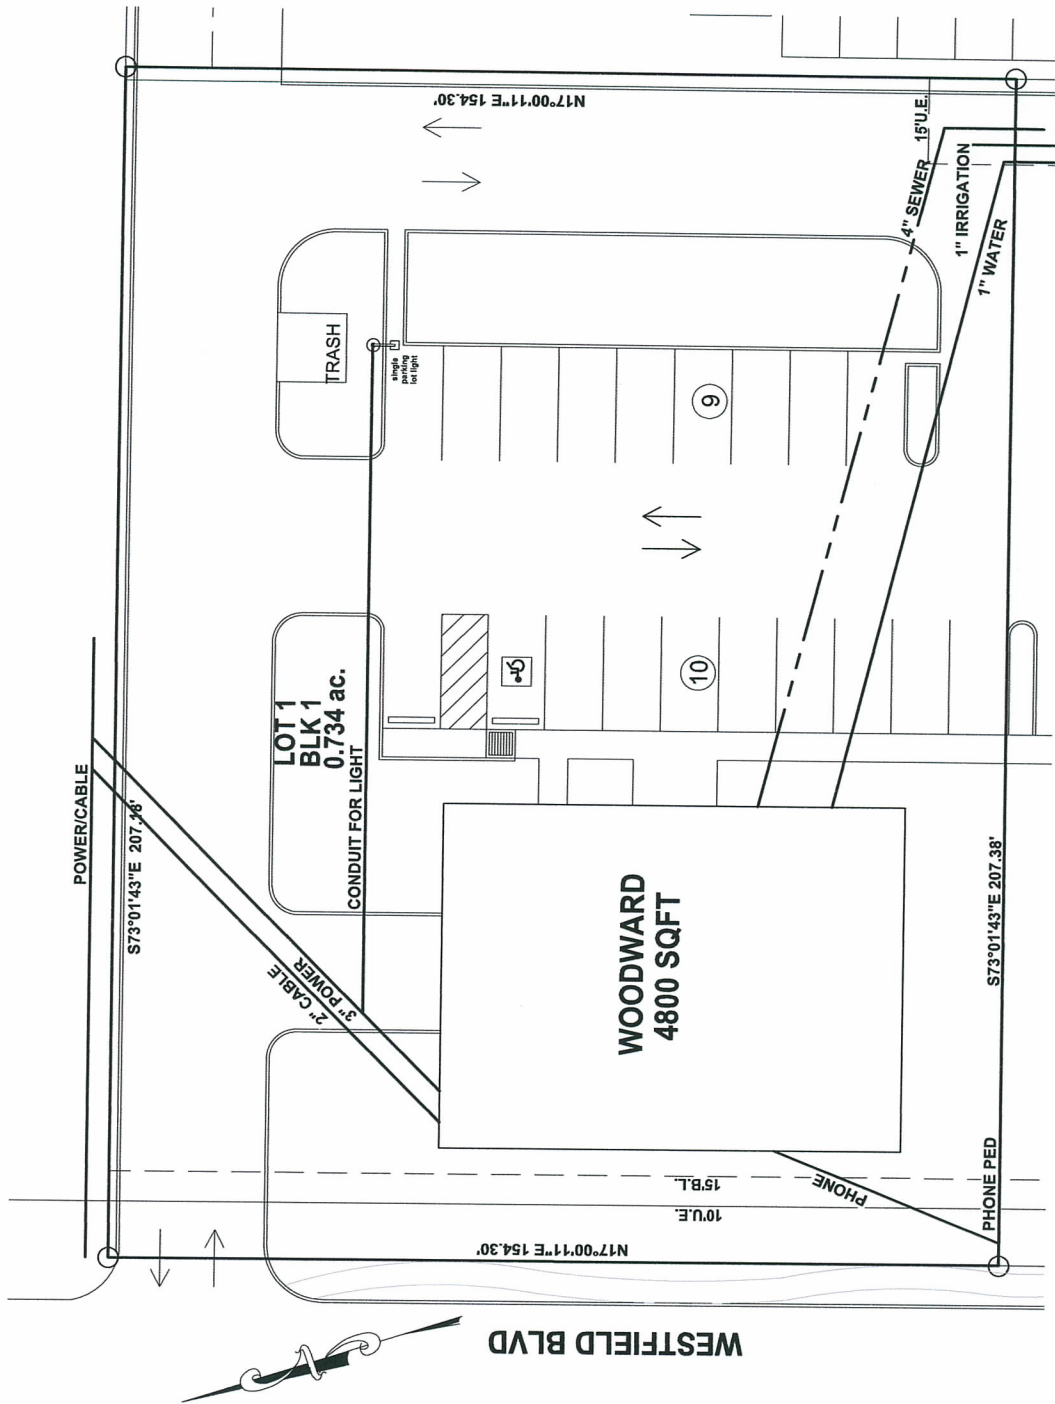 POWER/CABLE
S73°01'43"E 207.18'
N17°00'11"E 154.30'
TRASH
single
parking
lot light
LOT 1
BLK 1
0.734 ac.
CONDUIT FOR LIGHT
2" CABLE
3" POWER
9
10
15'U.E.
4" SEWER
1" IRRIGATION
1" WATER
WOODWARD
4800 SQFT
S73°01'43"E 207.38'
PHONE PED
PHONE
15'B.L.
10'U.E.
N17°00'11"E 154.30'
N
WESTFIELD BLVD